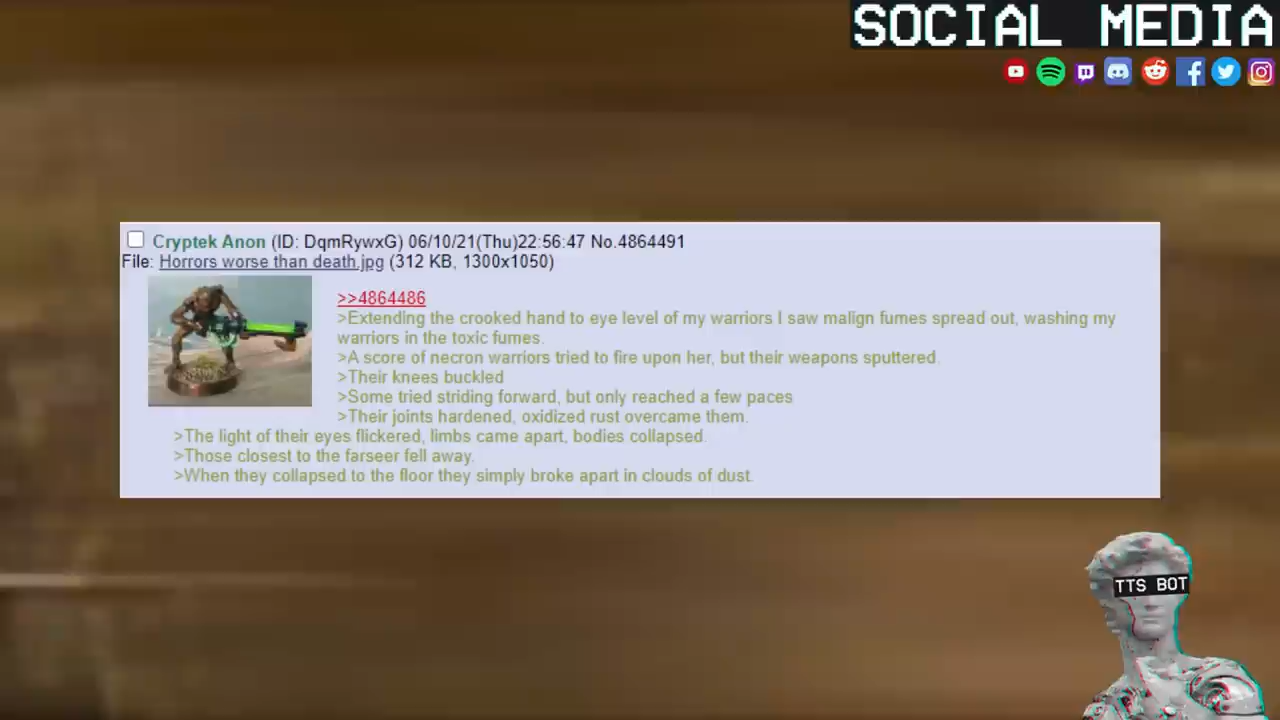 SOCIAL MEDIA
Cryptek Anon (ID: DqmRywxG) 06/10/21(Thu)22:56:47 No.4864491
File: Horrors worse than death.jpg (312 KB, 1300x1050)
>>4864486
>Extending the crooked hand to eye level of my warriors I saw malign fumes spread out, washing my
warriors in the toxic fumes.
>A score of necron warriors tried to fire upon her, but their weapons sputtered.
>Their knees buckled
>Some tried striding forward, but only reached a few paces
>Their joints hardened, oxidized rust overcame them.
>The light of their eyes flickered, limbs came apart, bodies collapsed.
>Those closest to the farseer fell away.
>When they collapsed to the floor they simply broke apart in clouds of dust.
TTS BOT